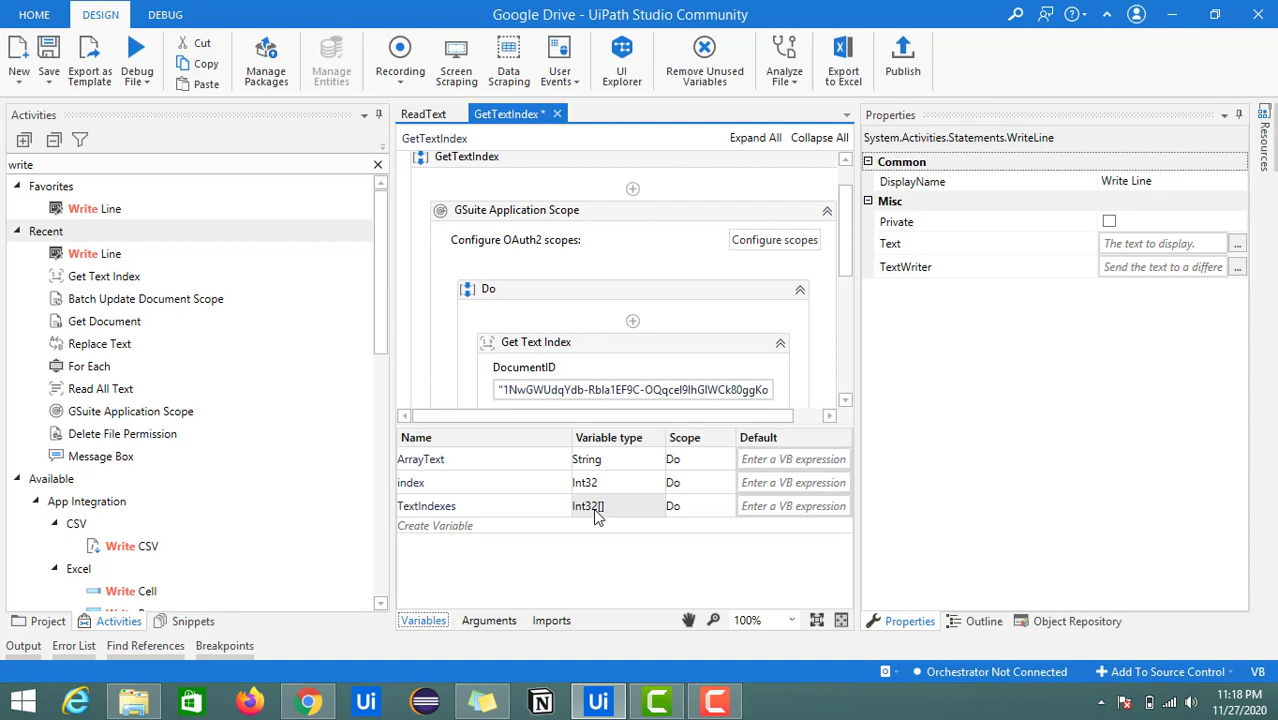 HOME DESIGN DEBUG Google Drive - UiPath Studio Community
New Save Export as Template Debug File Cut Copy Paste Manage Packages Manage Entities Recording Screen Scraping Data Scraping User Events UI Explorer Remove Unused Variables Analyze File Export to Excel Publish
Activities
write
Favorites
Write Line
Recent
Write Line
Get Text Index
Batch Update Document Scope
Get Document
Replace Text
For Each
Read All Text
GSuite Application Scope
Delete File Permission
Message Box
Available
App Integration
CSV
Write CSV
Excel
Write Cell
Project Activities Snippets
ReadText GetTextIndex *
GetTextIndex Expand All Collapse All
GetTextIndex
GSuite Application Scope
Configure OAuth2 scopes: Configure scopes
Do
Get Text Index
DocumentID
"1NwGWUdqYdb-Rbla1EF9C-OQqcel9IhGIWCk80ggKo
Name Variable type Scope Default
ArrayText String Do Enter a VB expression
index Int32 Do Enter a VB expression
TextIndexes Int32[] Do Enter a VB expression
Create Variable
Variables Arguments Imports 100%
Properties
System.Activities.Statements.WriteLine
Common
DisplayName Write Line
Misc
Private
Text The text to display. ...
TextWriter Send the text to a differe ...
Properties Outline Object Repository
Resources
Output Error List Find References Breakpoints
Orchestrator Not Connected Add To Source Control VB
11:18 PM
11/27/2020